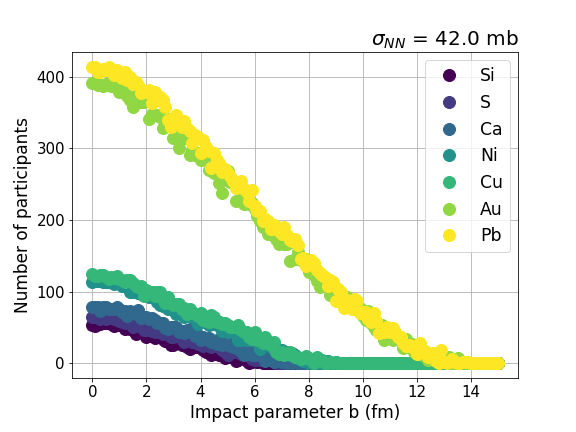 σNN = 42.0 mb
Number of participants
400
300
200
100
0
Si
S
Ca
Ni
Cu
Au
Pb
0 2 4 6 8 10 12 14
Impact parameter b (fm)